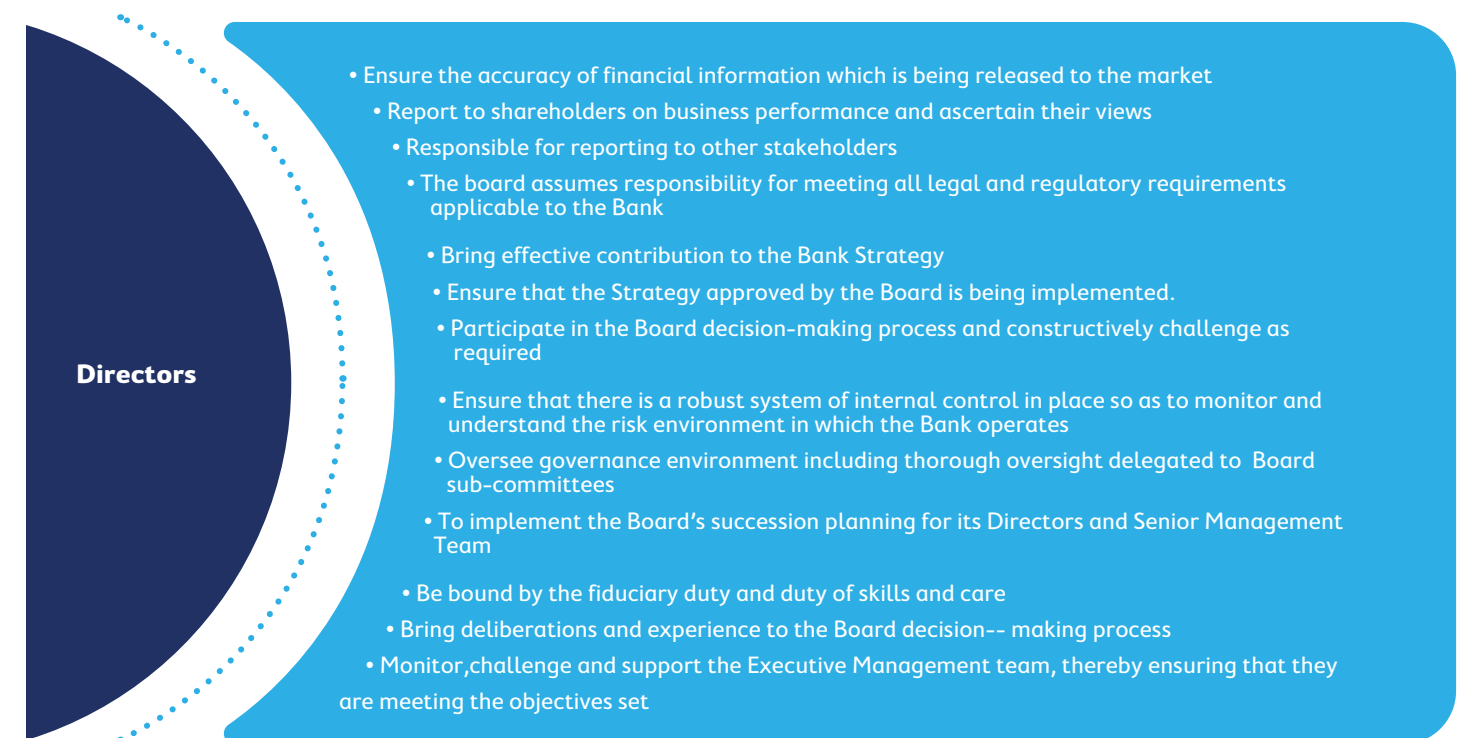 Directors
• Ensure the accuracy of financial information which is being released to the market
• Report to shareholders on business performance and ascertain their views
• Responsible for reporting to other stakeholders
• The board assumes responsibility for meeting all legal and regulatory requirements
applicable to the Bank
• Bring effective contribution to the Bank Strategy
• Ensure that the Strategy approved by the Board is being implemented.
• Participate in the Board decision-making process and constructively challenge as
required
• Ensure that there is a robust system of internal control in place so as to monitor and
understand the risk environment in which the Bank operates
• Oversee governance environment including thorough oversight delegated to  Board
sub-committees
• To implement the Board’s succession planning for its Directors and Senior Management
Team
• Be bound by the fiduciary duty and duty of skills and care
• Bring deliberations and experience to the Board decision-- making process
• Monitor,challenge and support the Executive Management team, thereby ensuring that they
are meeting the objectives set